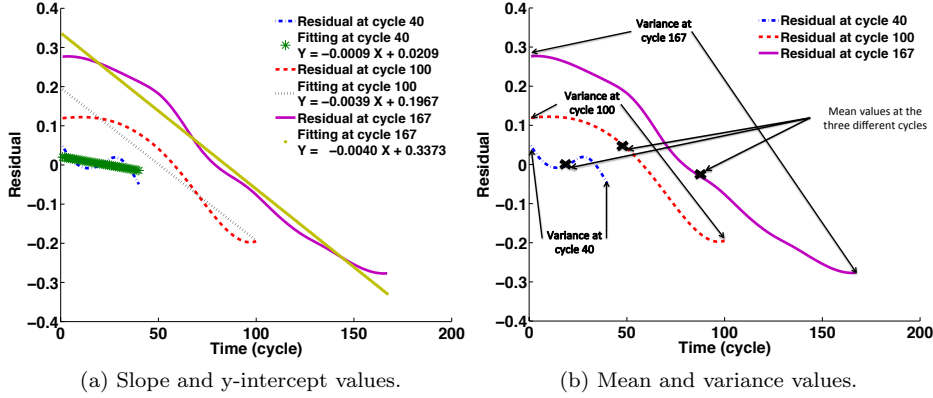 0.4
0.3
0.2
0.1
0
−0.1
−0.2
−0.3
−0.4
Residual
0
50
100
150
200
Time (cycle)
Residual at cycle 40
Fitting at cycle 40
Y = −0.0009 X + 0.0209
Residual at cycle 100
Fitting at cycle 100
Y = −0.0039 X + 0.1967
Residual at cycle 167
Fitting at cycle 167
Y = -0.0040 X + 0.3373
(a) Slope and y-intercept values.
0.4
0.3
0.2
0.1
0
−0.1
−0.2
−0.3
−0.4
Residual
0
50
100
150
200
Time (cycle)
Variance at
cycle 167
Residual at cycle 40
Residual at cycle 100
Residual at cycle 167
Variance at
cycle 100
Mean values at the
three different cycles
Variance at
cycle 40
(b) Mean and variance values.